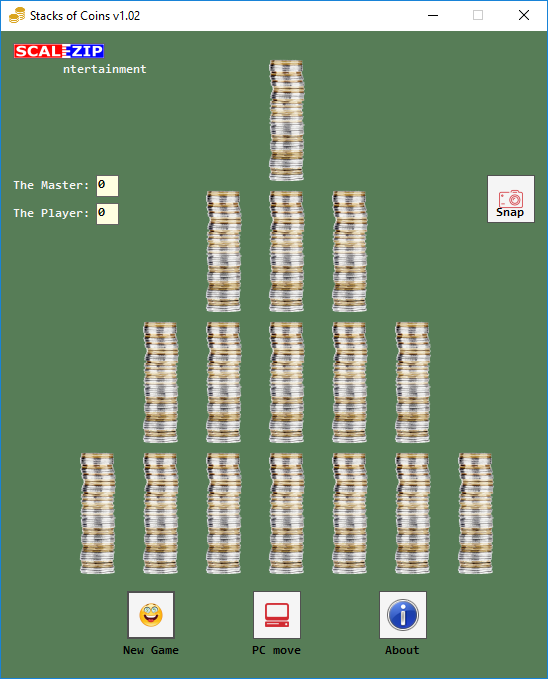 Stacks of Coins v1.02
SCALEZIP
ntertainment
The Master: 0
The Player: 0
Snap
New Game
PC move
About